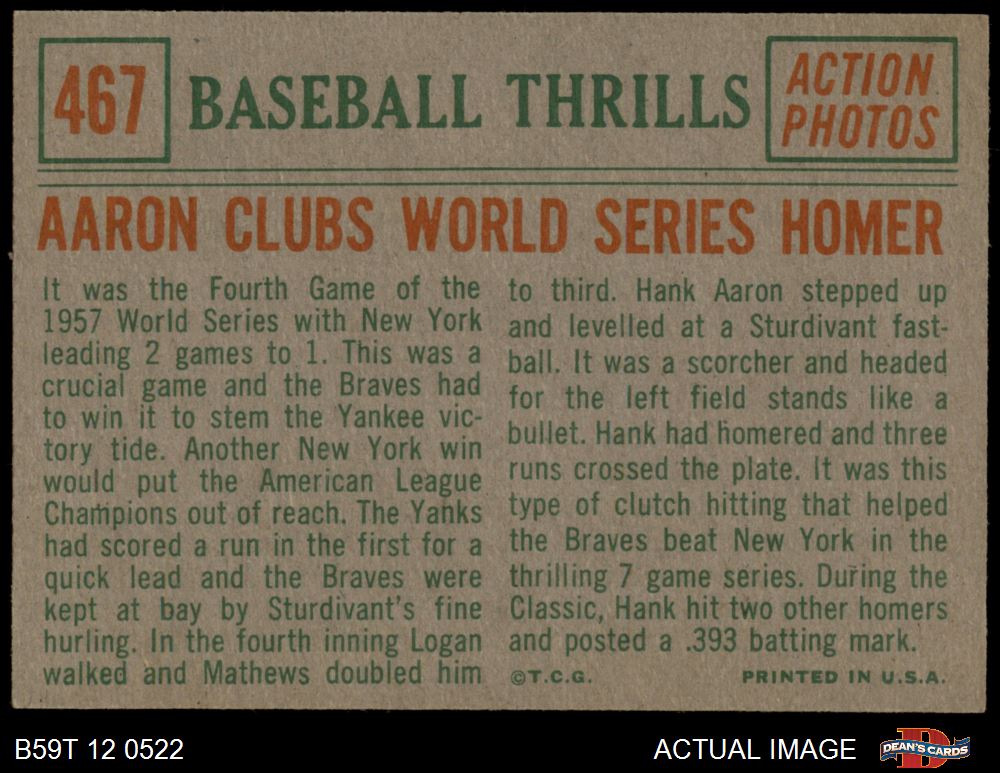 467
BASEBALL THRILLS
ACTION
PHOTOS
AARON CLUBS WORLD SERIES HOMER
It was the Fourth Game of the
1957 World Series with New York
leading 2 games to 1. This was a
crucial game and the Braves had
to win it to stem the Yankee vic-
tory tide. Another New York win
would put the American League
Champions out of reach. The Yanks
had scored a run in the first for a
quick lead and the Braves were
kept at bay by Sturdivant's fine
hurling. In the fourth inning Logan
walked and Mathews doubled him
to third. Hank Aaron stepped up
and levelled at a Sturdivant fast-
ball. It was a scorcher and headed
for the left field stands like a
bullet. Hank had homered and three
runs crossed the plate. It was this
type of clutch hitting that helped
the Braves beat New York in the
thrilling 7 game series. During the
Classic, Hank hit two other homers
and posted a .393 batting mark.
©T.C.G.
PRINTED IN U.S.A.
B59T 12 0522
ACTUAL IMAGE
D
DEAN'S CARDS